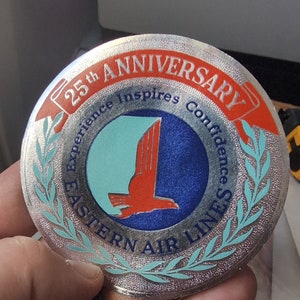 25th ANNIVERSARY
Experience Inspires Confidence
EASTERN AIR LINES